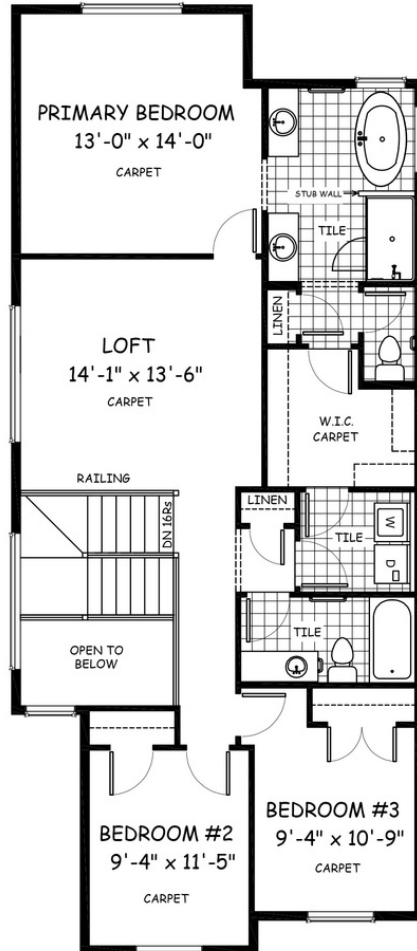 PRIMARY BEDROOM
13'-0" x 14'-0"
CARPET
STUB WALL
TILE
LINEN
LOFT
14'-1" x 13'-6"
CARPET
W.I.C.
CARPET
RAILING
DN 16Rs
LINEN
W
TILE
D
OPEN TO
BELOW
TILE
BEDROOM #2
9'-4" x 11'-5"
CARPET
BEDROOM #3
9'-4" x 10'-9"
CARPET